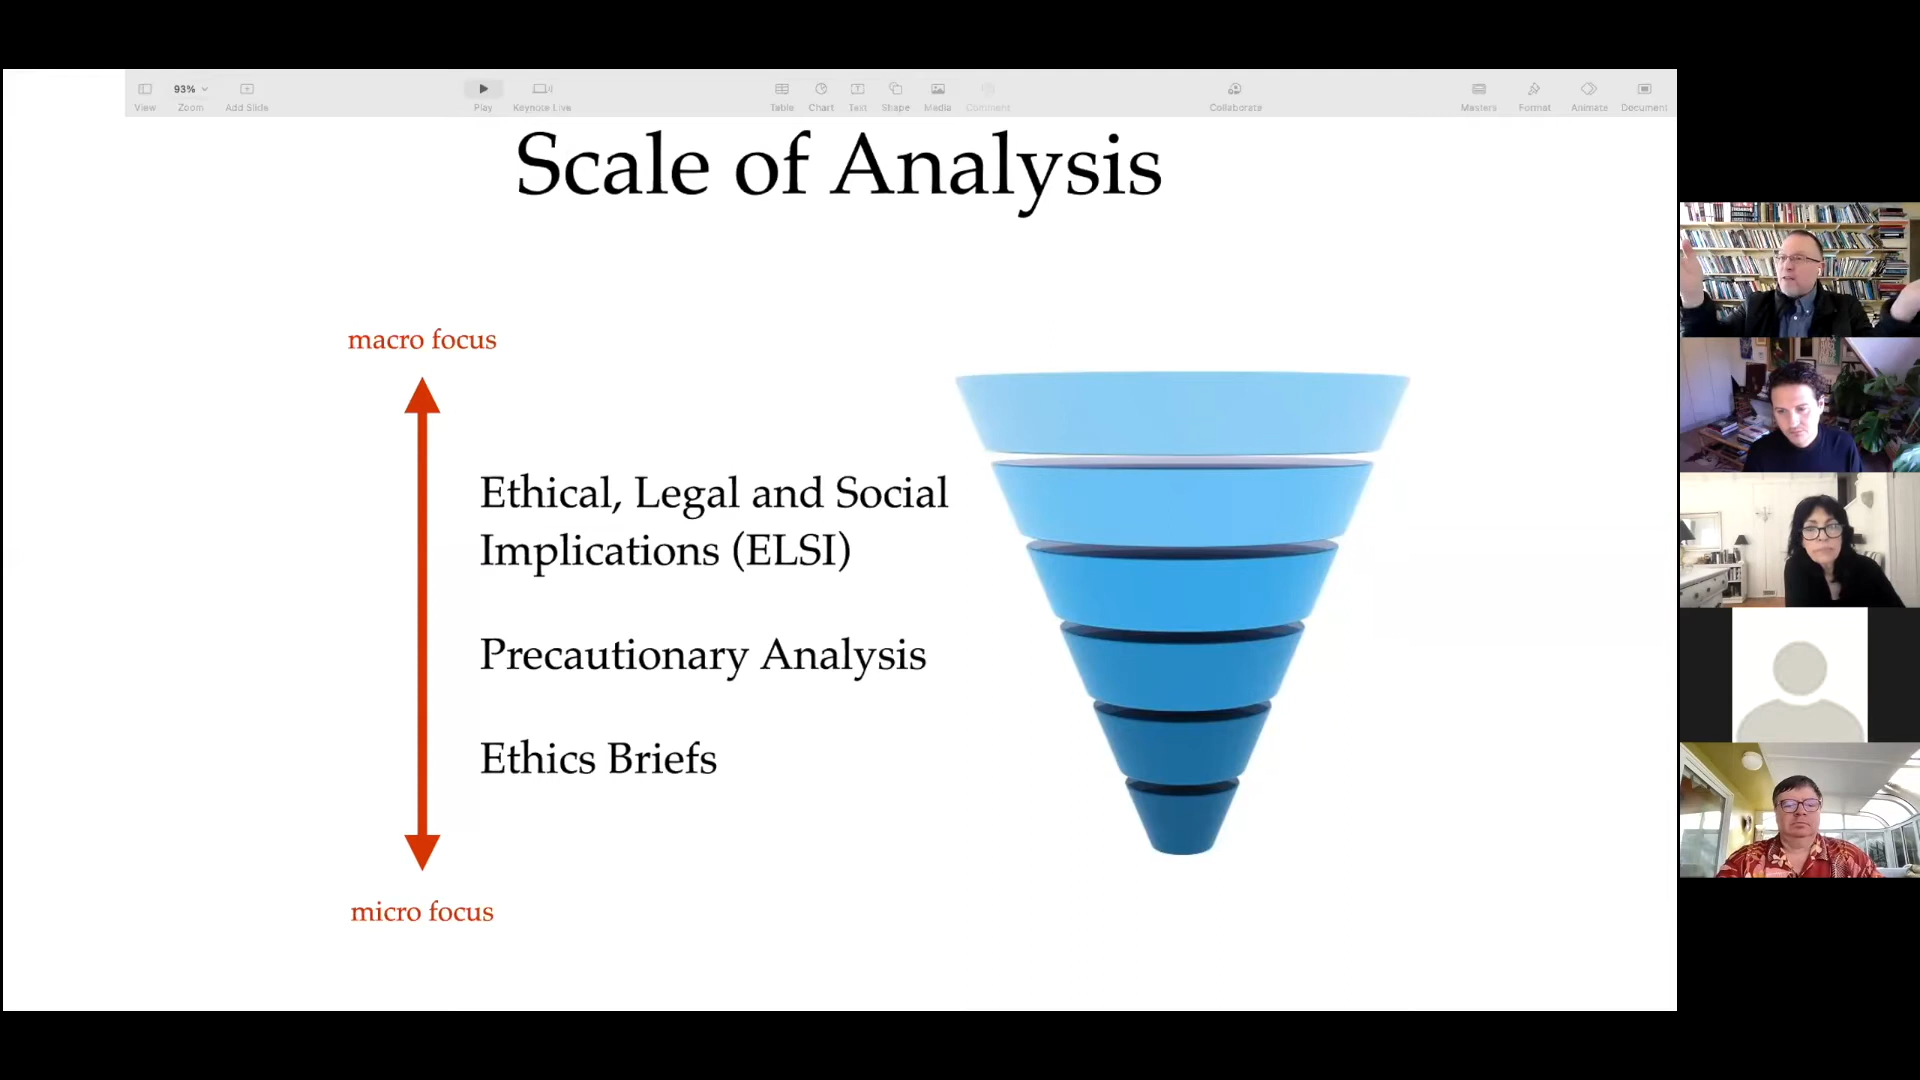 93%
View
Zoom
Add Slide
Play
Keynote Live
Table
Chart
Text
Shape
Media
Comment
Collaborate
Masters
Format
Animate
Document
Scale of Analysis
macro focus
Ethical, Legal and Social
Implications (ELSI)
Precautionary Analysis
Ethics Briefs
micro focus